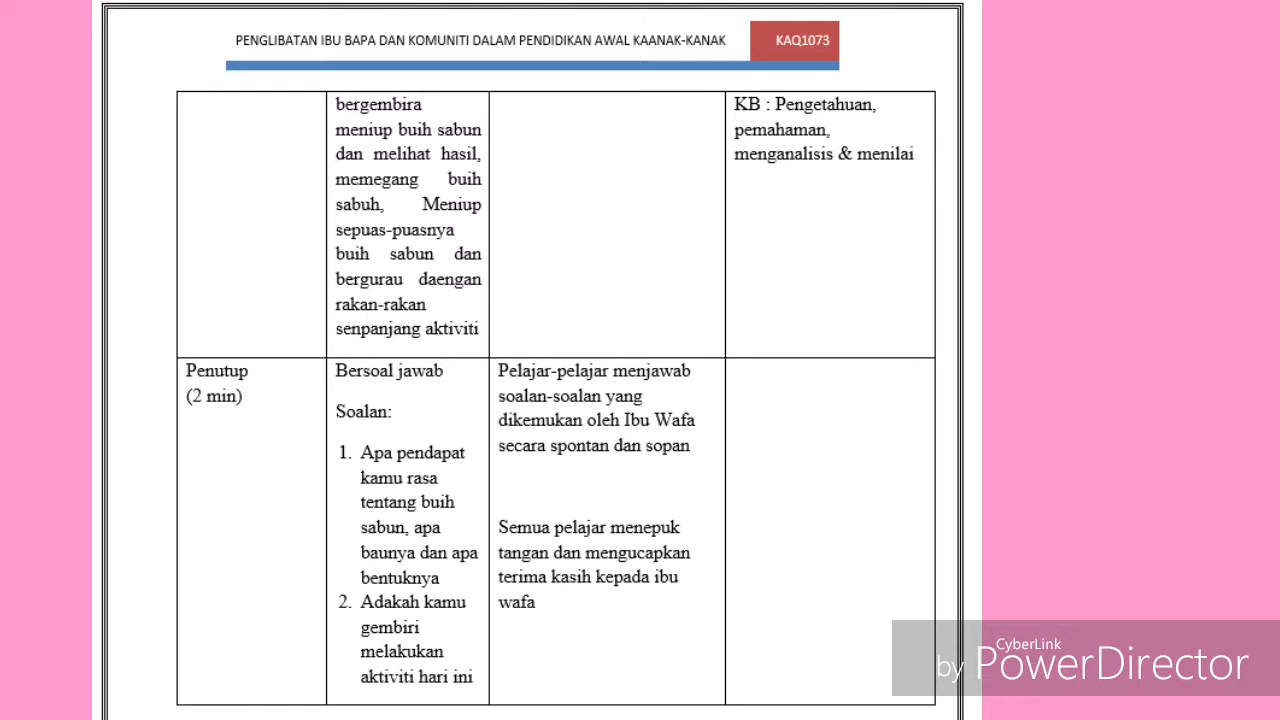 PENGLIBATAN IBU BAPA DAN KOMUNITI DALAM PENDIDIKAN AWAL KAANAK-KANAK
KAQ1073
bergembira
meniup buih sabun
dan melihat hasil,
memegang buih
sabuh, Meniup
sepuas-puasnya
buih sabun dan
bergurau daengan
rakan-rakan
senpanjang aktiviti
KB : Pengetahuan,
pemahaman,
menganalisis & menilai
Penutup
(2 min)
Bersoal jawab
Soalan:
1. Apa pendapat
kamu rasa
tentang buih
sabun, apa
baunya dan apa
bentuknya
2. Adakah kamu
gembiri
melakukan
aktiviti hari ini
Pelajar-pelajar menjawab
soalan-soalan yang
dikemukan oleh Ibu Wafa
secara spontan dan sopan
Semua pelajar menepuk
tangan dan mengucapkan
terima kasih kepada ibu
wafa
CyberLink
by PowerDirector